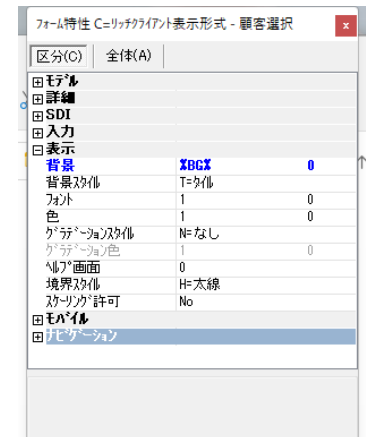 フォーム特性 C=リッチクライアント表示形式 - 顧客選択 x
区分(C) 全体(A)
モデル
詳細
SDI
入力
表示
背景 %BG% 0
背景スタイル T=タイル
フォント 1 0
色 1 0
グラデーションスタイル N=なし
グラデーション色 1 0
ヘルプ画面 0
境界スタイル H=太線
スケーリング許可 No
モバイル
ナビゲーション